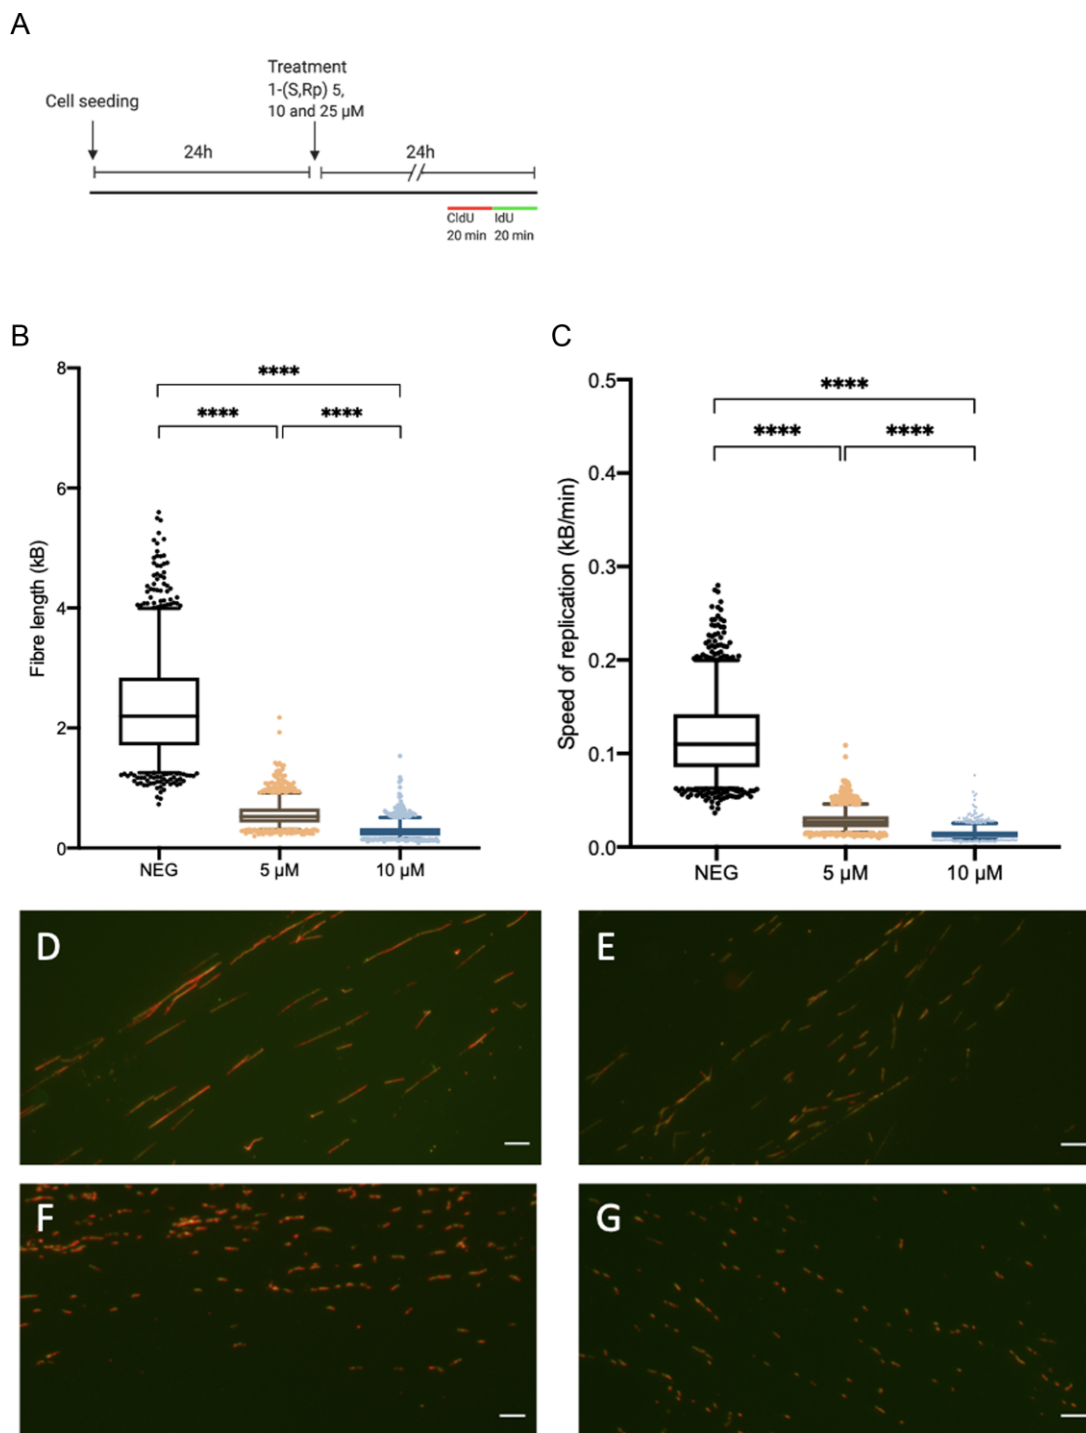 A
Treatment
1-(S,Rp) 5,
10 and 25 µM
Cell seeding
24h
24h
CldU
20 min
IdU
20 min
B
8
6
4
2
0
Fibre length (kB)
****
****
****
NEG
5 µM
10 µM
C
0.5
0.4
0.3
0.2
0.1
0.0
Speed of replication (kB/min)
****
****
****
NEG
5 µM
10 µM
D
E
F
G